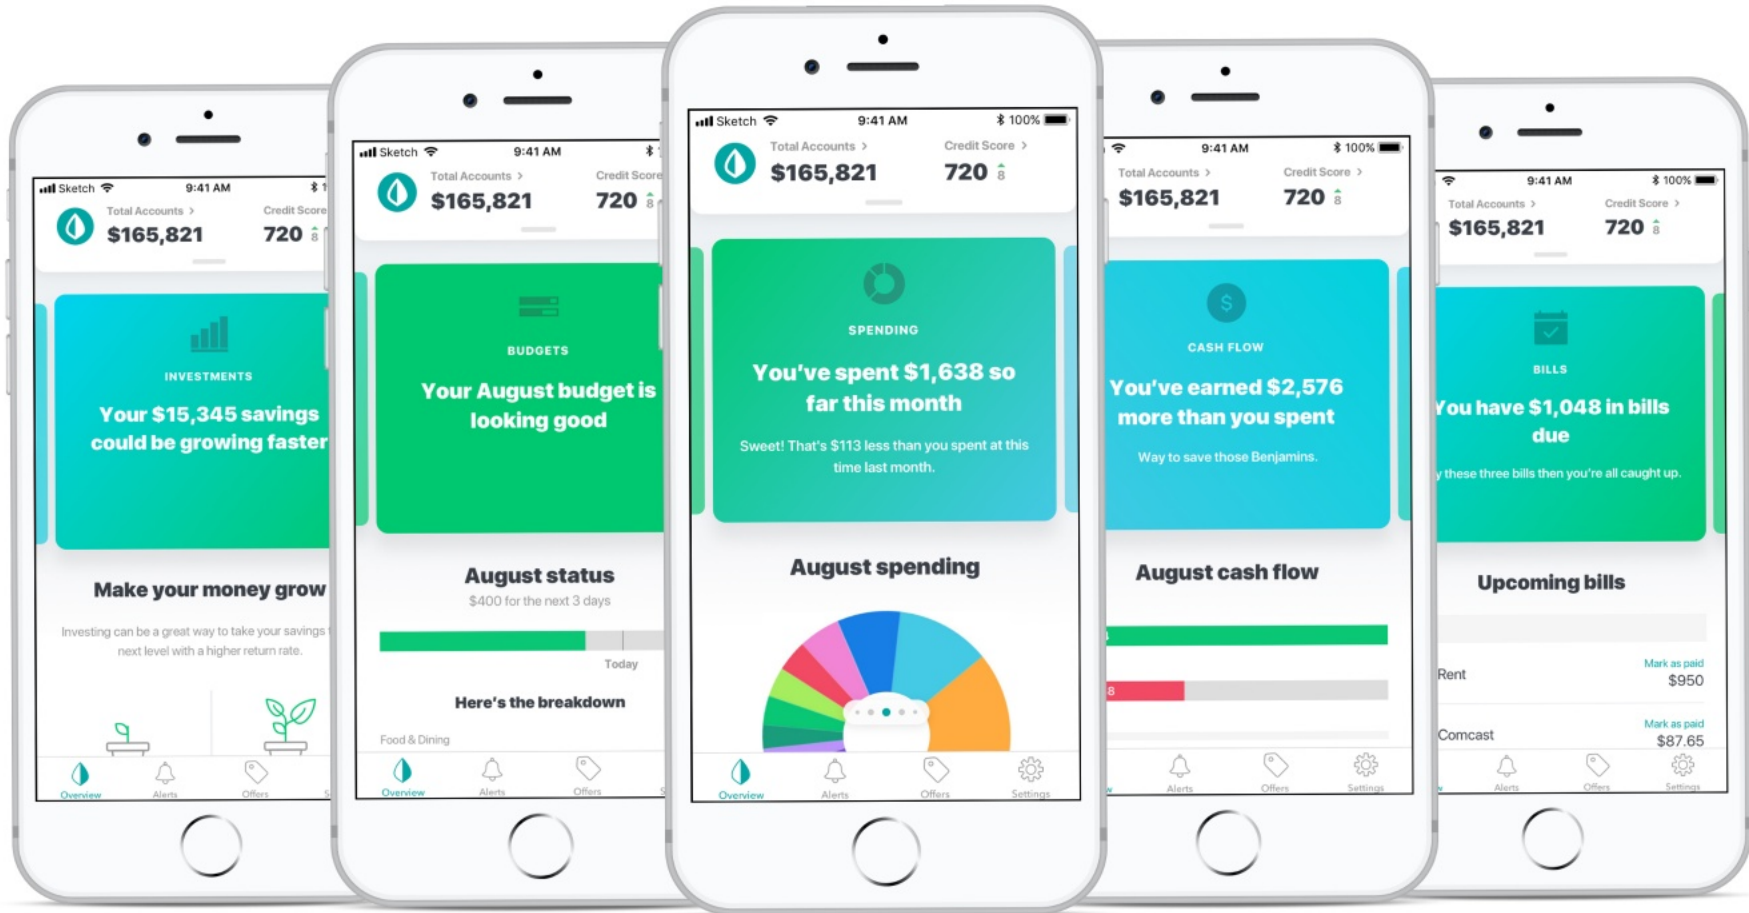 Sketch
9:41 AM
Total Accounts >
Credit Score
$165,821
720
8
INVESTMENTS
Your $15,345 savings
could be growing faster
Make your money grow
Investing can be a great way to take your savings
next level with a higher return rate.
Overview
Alerts
Offers
Sketch
9:41 AM
Total Accounts >
Credit Score
$165,821
720
8
BUDGETS
Your August budget is
looking good
August status
$400 for the next 3 days
Today
Here's the breakdown
Food & Dining
Overview
Alerts
Offers
Sketch
9:41 AM
100%
Total Accounts >
Credit Score >
$165,821
720
8
SPENDING
You've spent $1,638 so
far this month
Sweet! That's $113 less than you spent at this
time last month.
August spending
Overview
Alerts
Offers
Settings
9:41 AM
100%
Total Accounts >
Credit Score >
$165,821
720
8
CASH FLOW
You've earned $2,576
more than you spent
Way to save those Benjamins.
August cash flow
Alerts
Offers
Settings
9:41 AM
100%
Total Accounts >
Credit Score >
$165,821
720
8
BILLS
You have $1,048 in bills
due
these three bills then you're all caught up.
Upcoming bills
Mark as paid
Rent
$950
Mark as paid
Comcast
$87.65
Alerts
Offers
Settings